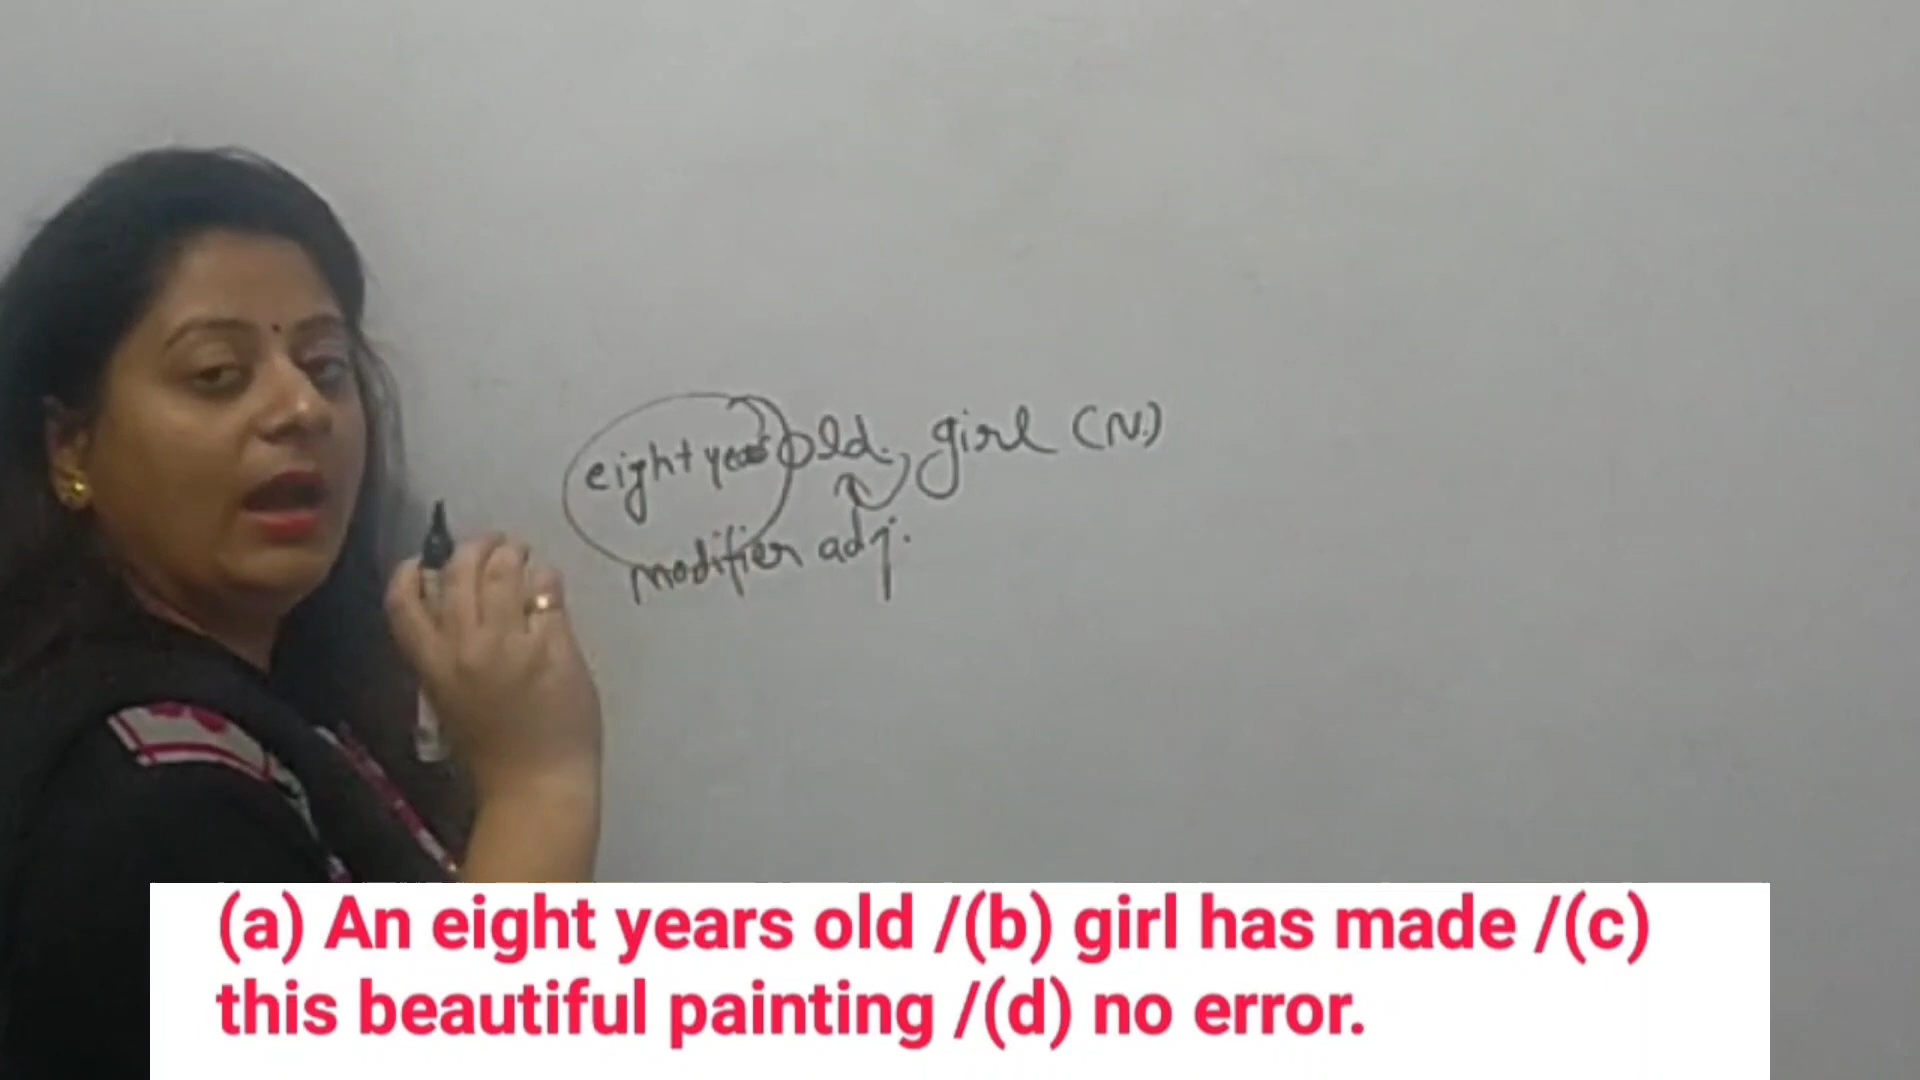 eight years old, girl (N.)
modifier adj.
(a) An eight years old /(b) girl has made /(c)
this beautiful painting /(d) no error.